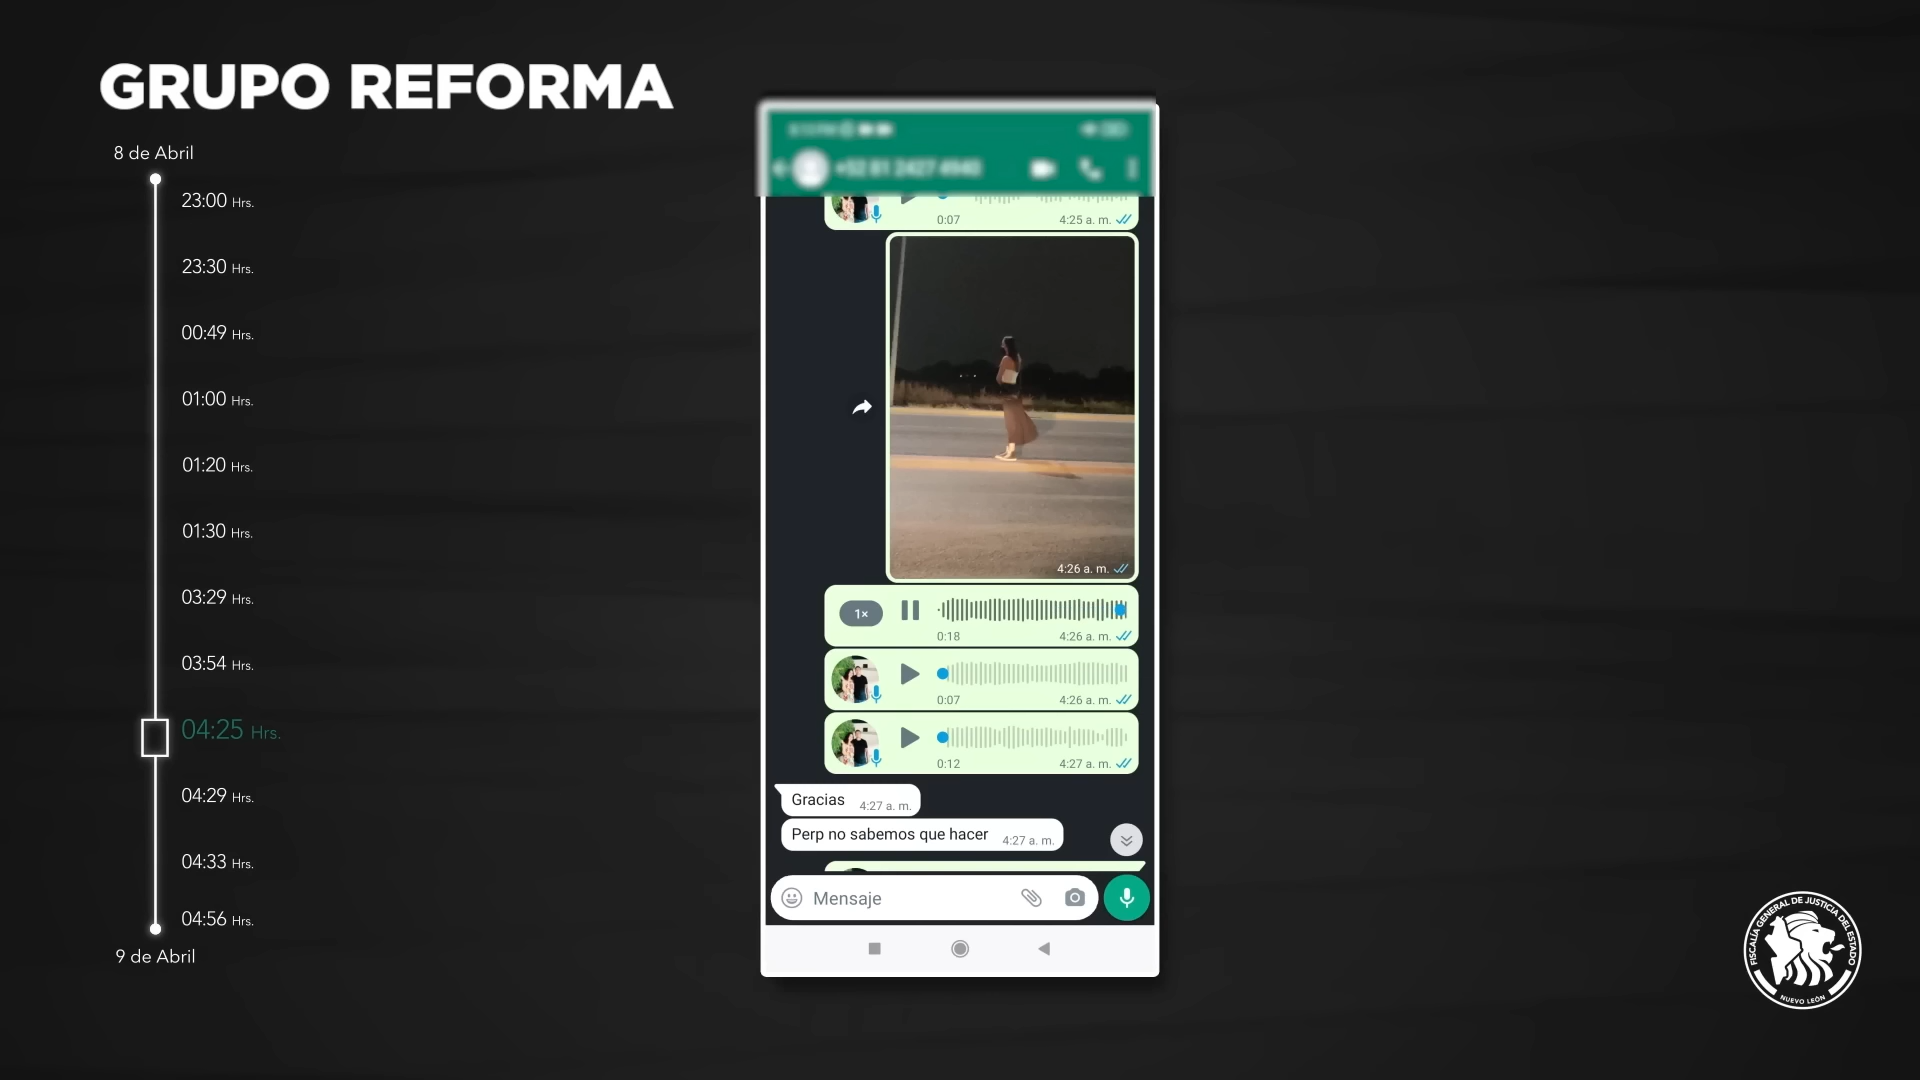 GRUPO REFORMA
8 de Abril
23:00 Hrs.
23:30 Hrs.
00:49 Hrs.
01:00 Hrs.
01:20 Hrs.
01:30 Hrs.
03:29 Hrs.
03:54 Hrs.
04:25 Hrs.
04:29 Hrs.
04:33 Hrs.
04:56 Hrs.
9 de Abril
0:07 4:25 a. m.
4:26 a. m.
1×
0:18 4:26 a. m.
0:07 4:26 a. m.
0:12 4:27 a. m.
Gracias 4:27 a. m.
Perp no sabemos que hacer 4:27 a. m.
Mensaje
FISCALÍA GENERAL DE JUSTICIA DEL ESTADO
NUEVO LEÓN